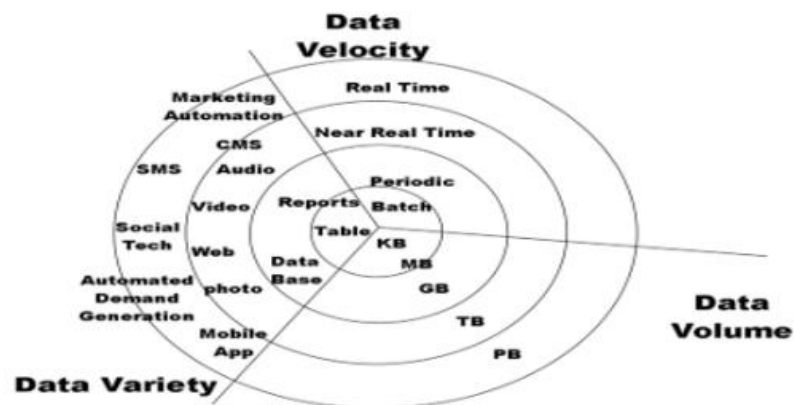 Data
Velocity
Real Time
Near Real Time
Periodic
Batch
Marketing
Automation
CMS
SMS
Audio
Video
Reports
Social
Tech
Table
Web
Data
Base
Automated
Demand
Generation
photo
Mobile
App
Data Variety
KB
MB
GB
TB
PB
Data
Volume